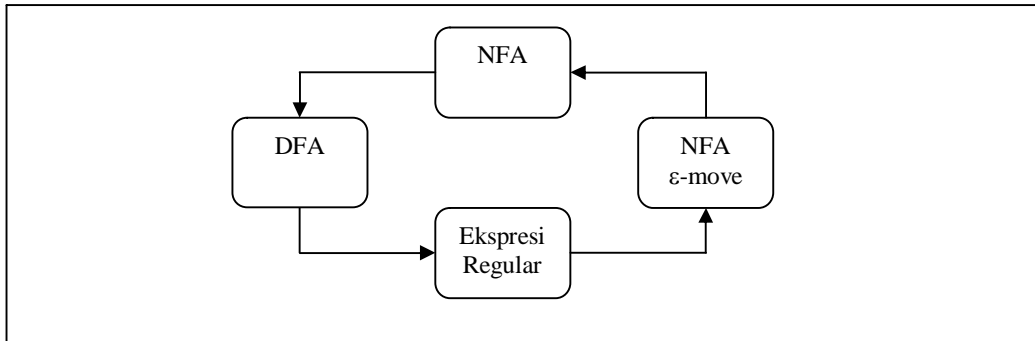 NFA
DFA
NFA
ε-move
Ekspresi
Regular